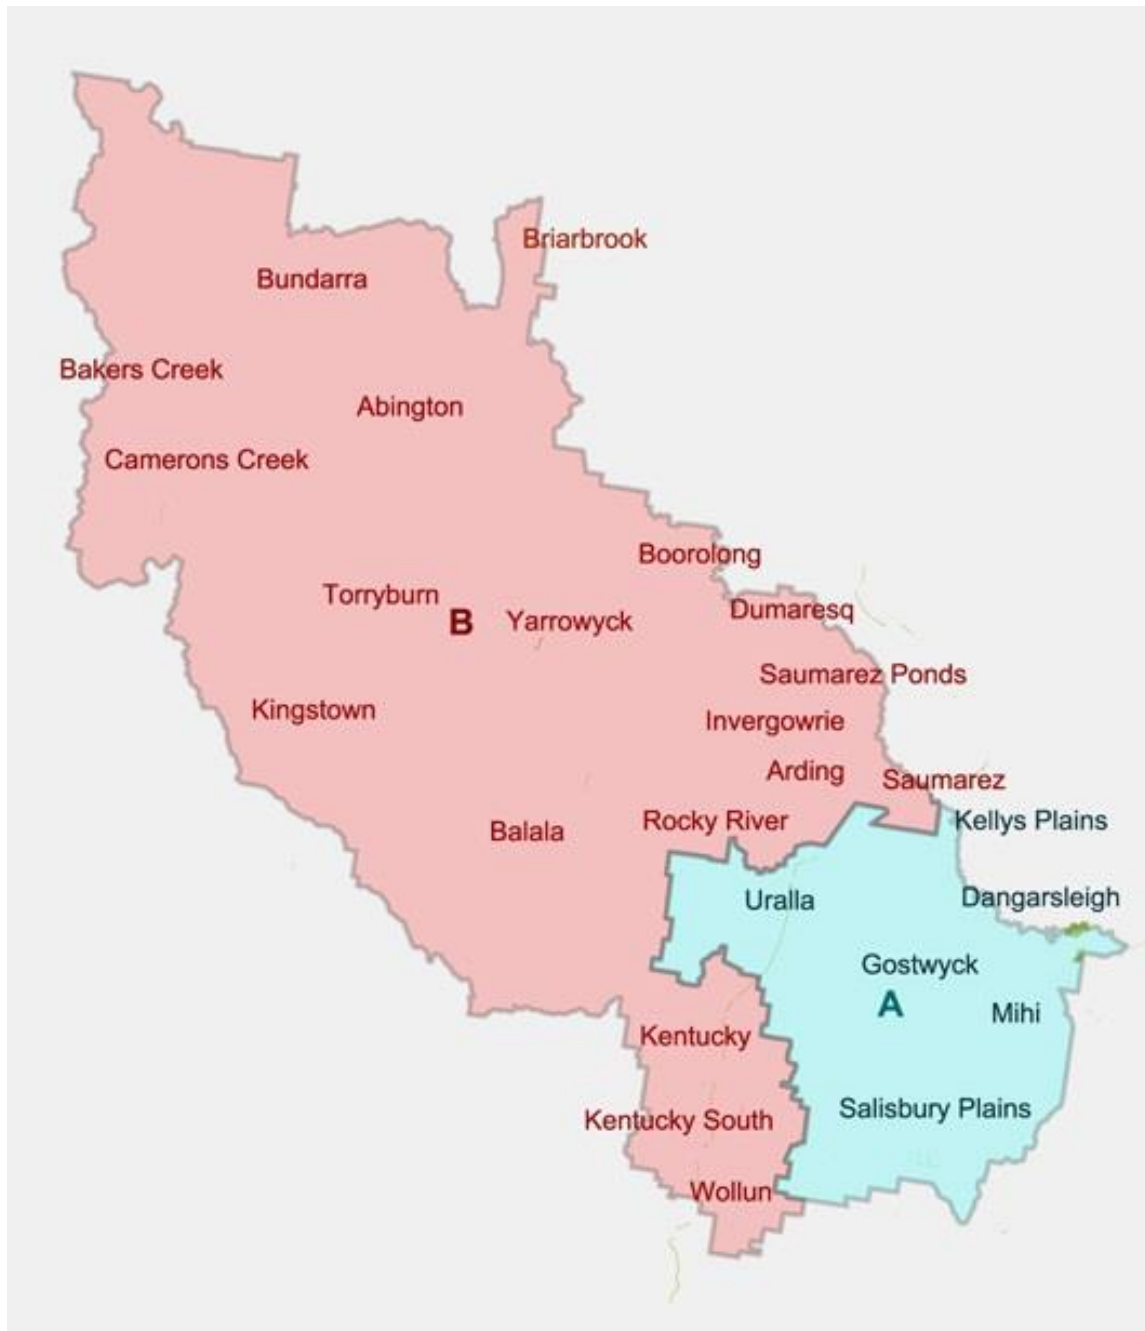 Briarbrook
Bundarra
Bakers Creek
Abington
Camerons Creek
Boorolong
Torryburn
B
Yarrowyck
Dumaresq
Saumarez Ponds
Kingstown
Invergowrie
Arding
Saumarez
Balala
Rocky River
Kellys Plains
Uralla
Dangarsleigh
Gostwyck
A
Mihi
Kentucky
Salisbury Plains
Kentucky South
Wollun